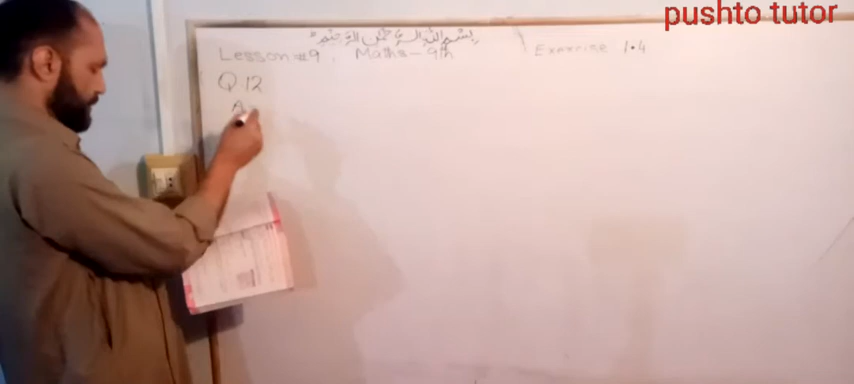 pushto tutor
بسم الله الرحمن الرحيم
Lesson #9, Maths - 9th Exercise 1.4
Q.12
A